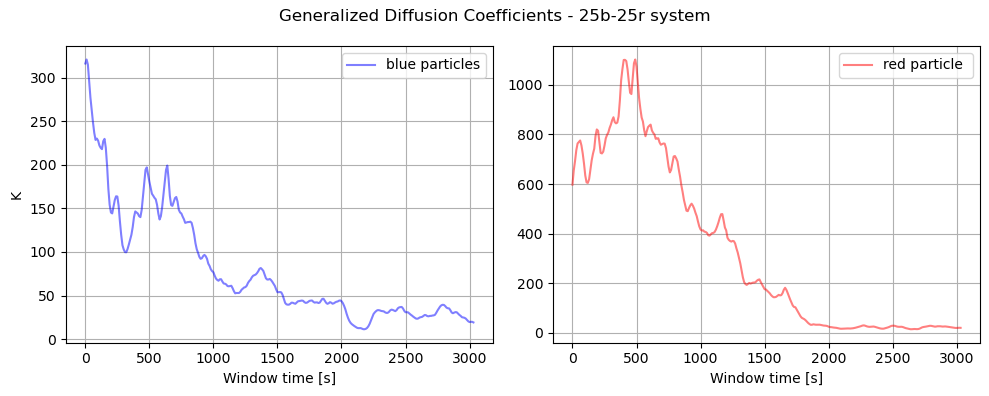 Generalized Diffusion Coefficients - 25b-25r system
blue particles
300
250
200
150
100
50
0
K
0 500 1000 1500 2000 2500 3000
Window time [s]
red particle
1000
800
600
400
200
0
0 500 1000 1500 2000 2500 3000
Window time [s]